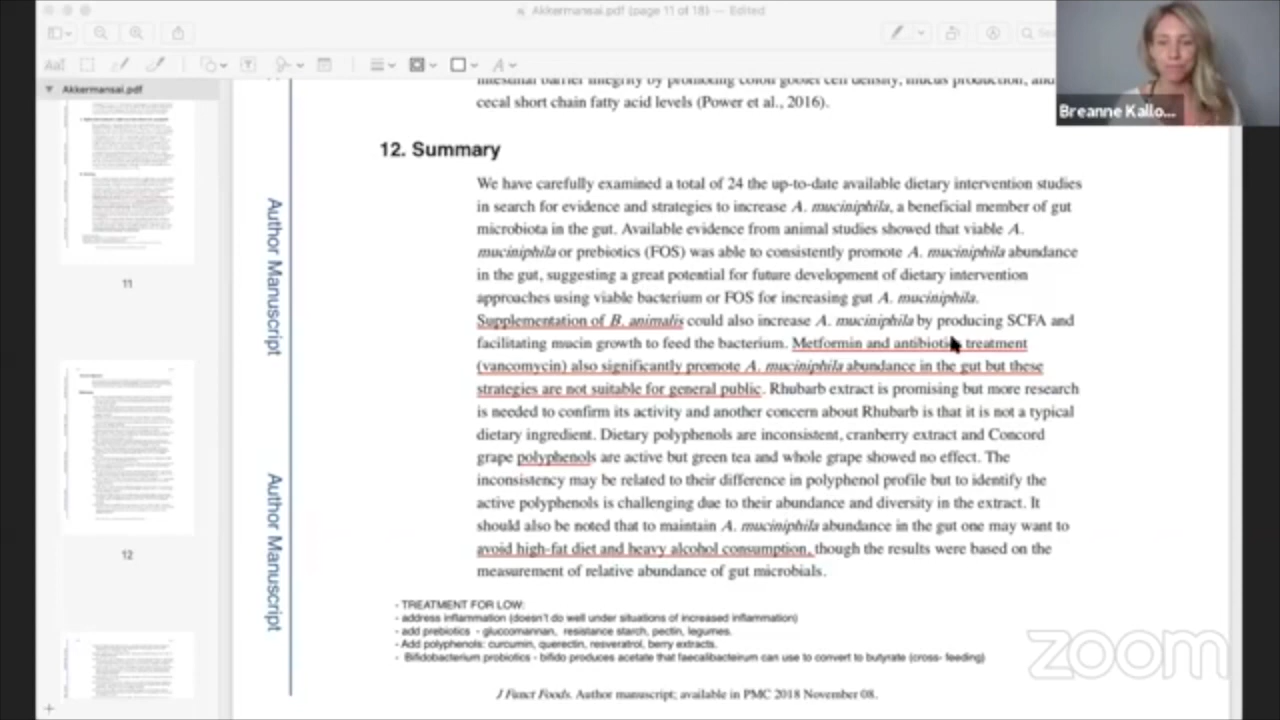 Akkermansai.pdf (page 11 of 18) — Edited
Akkermansai.pdf
Breanne Kallo...
intestinal barrier integrity by promoting colon goblet cell density, mucus production, and
cecal short chain fatty acid levels (Power et al., 2016).
12. Summary
We have carefully examined a total of 24 the up-to-date available dietary intervention studies
in search for evidence and strategies to increase A. muciniphila, a beneficial member of gut
microbiota in the gut. Available evidence from animal studies showed that viable A.
muciniphila or prebiotics (FOS) was able to consistently promote A. muciniphila abundance
in the gut, suggesting a great potential for future development of dietary intervention
approaches using viable bacterium or FOS for increasing gut A. muciniphila.
Supplementation of B. animalis could also increase A. muciniphila by producing SCFA and
facilitating mucin growth to feed the bacterium. Metformin and antibiotic treatment
(vancomycin) also significantly promote A. muciniphila abundance in the gut but these
strategies are not suitable for general public. Rhubarb extract is promising but more research
is needed to confirm its activity and another concern about Rhubarb is that it is not a typical
dietary ingredient. Dietary polyphenols are inconsistent, cranberry extract and Concord
grape polyphenols are active but green tea and whole grape showed no effect. The
inconsistency may be related to their difference in polyphenol profile but to identify the
active polyphenols is challenging due to their abundance and diversity in the extract. It
should also be noted that to maintain A. muciniphila abundance in the gut one may want to
avoid high-fat diet and heavy alcohol consumption, though the results were based on the
measurement of relative abundance of gut microbials.
- TREATMENT FOR LOW:
- address inflammation (doesn't do well under situations of increased inflammation)
- add prebiotics - gluccomannan, resistance starch, pectin, legumes.
- Add polyphenols: curcumin, querectin, resveratrol, berry extracts.
- Bifidobacterium probiotics - bifido produces acetate that faecalibacteirum can use to convert to butyrate (cross- feeding)
J Funct Foods. Author manuscript; available in PMC 2018 November 08.
Author Manuscript
Author Manuscript
11
12
zoom